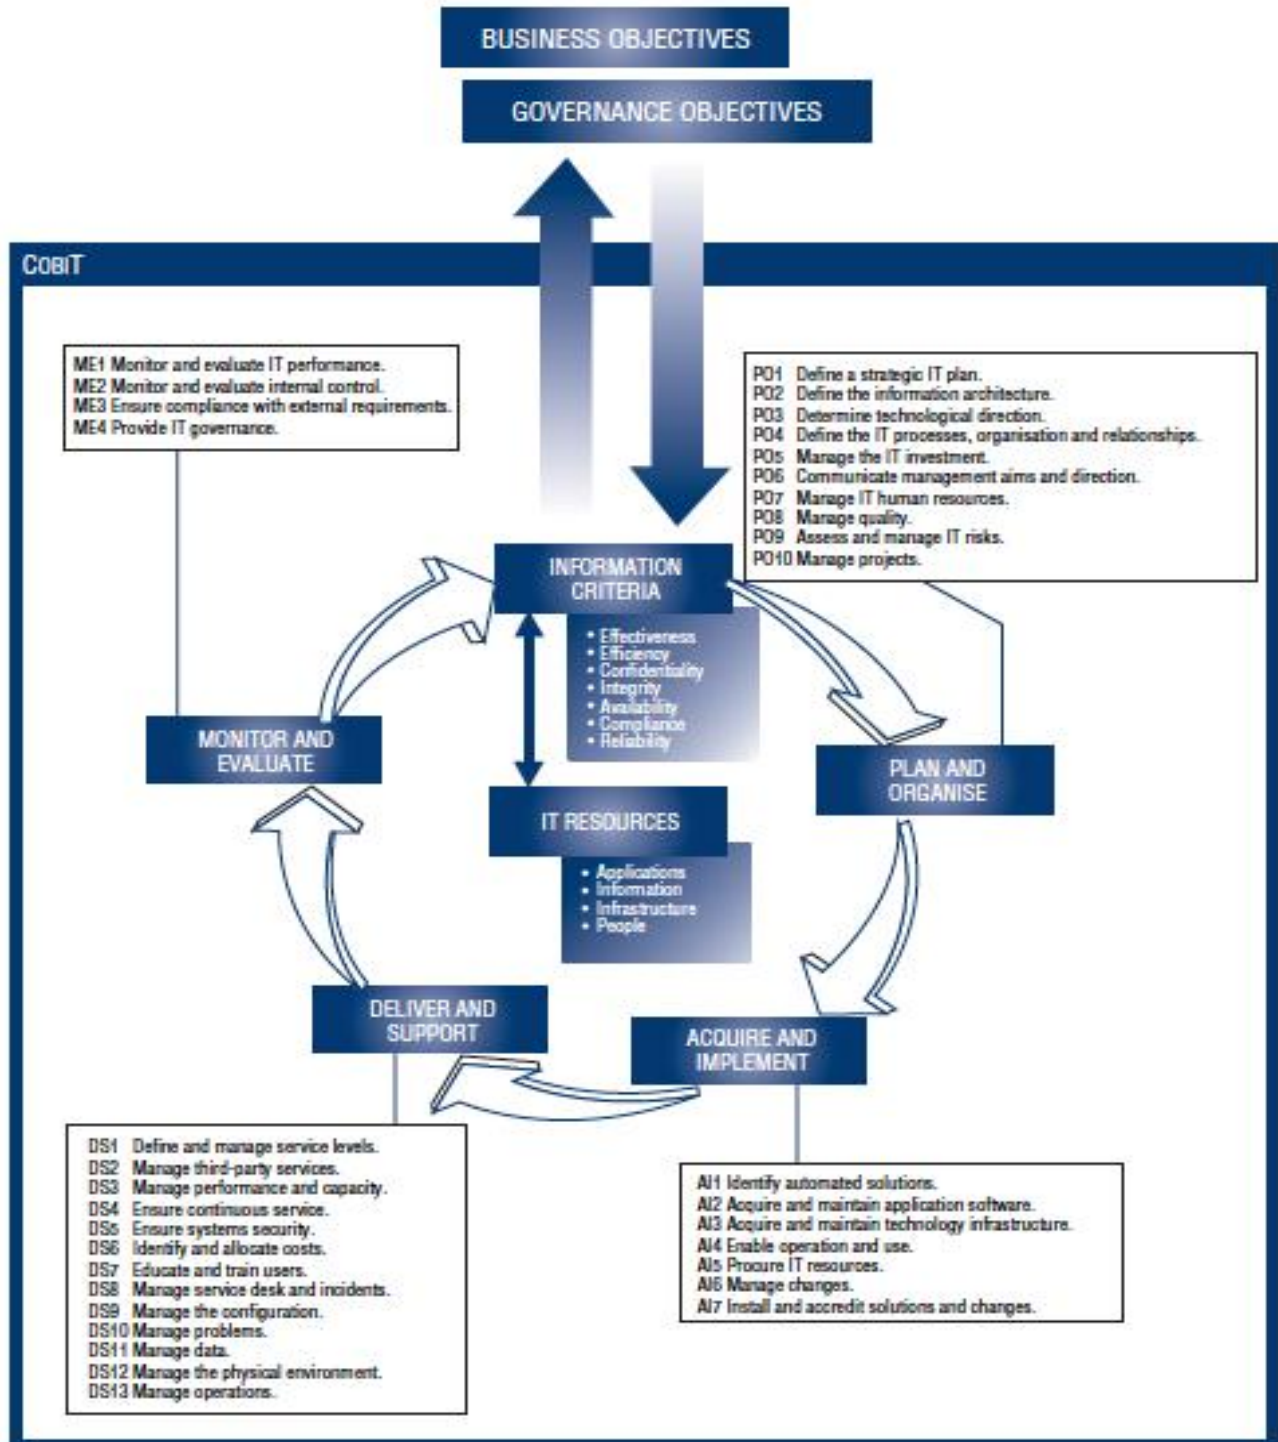 BUSINESS OBJECTIVES
GOVERNANCE OBJECTIVES
COBIT
ME1 Monitor and evaluate IT performance.
ME2 Monitor and evaluate internal control.
ME3 Ensure compliance with external requirements.
ME4 Provide IT governance.
PO1 Define a strategic IT plan.
PO2 Define the information architecture.
PO3 Determine technological direction.
PO4 Define the IT processes, organisation and relationships.
PO5 Manage the IT investment.
PO6 Communicate management aims and direction.
PO7 Manage IT human resources.
PO8 Manage quality.
PO9 Assess and manage IT risks.
PO10 Manage projects.
INFORMATION
CRITERIA
• Effectiveness
• Efficiency
• Confidentiality
• Integrity
• Availability
• Compliance
• Reliability
MONITOR AND
EVALUATE
PLAN AND
ORGANISE
IT RESOURCES
• Applications
• Information
• Infrastructure
• People
DELIVER AND
SUPPORT
ACQUIRE AND
IMPLEMENT
DS1 Define and manage service levels.
DS2 Manage third-party services.
DS3 Manage performance and capacity.
DS4 Ensure continuous service.
DS5 Ensure systems security.
DS6 Identify and allocate costs.
DS7 Educate and train users.
DS8 Manage service desk and incidents.
DS9 Manage the configuration.
DS10 Manage problems.
DS11 Manage data.
DS12 Manage the physical environment.
DS13 Manage operations.
AI1 Identify automated solutions.
AI2 Acquire and maintain application software.
AI3 Acquire and maintain technology infrastructure.
AI4 Enable operation and use.
AI5 Procure IT resources.
AI6 Manage changes.
AI7 Install and accredit solutions and changes.